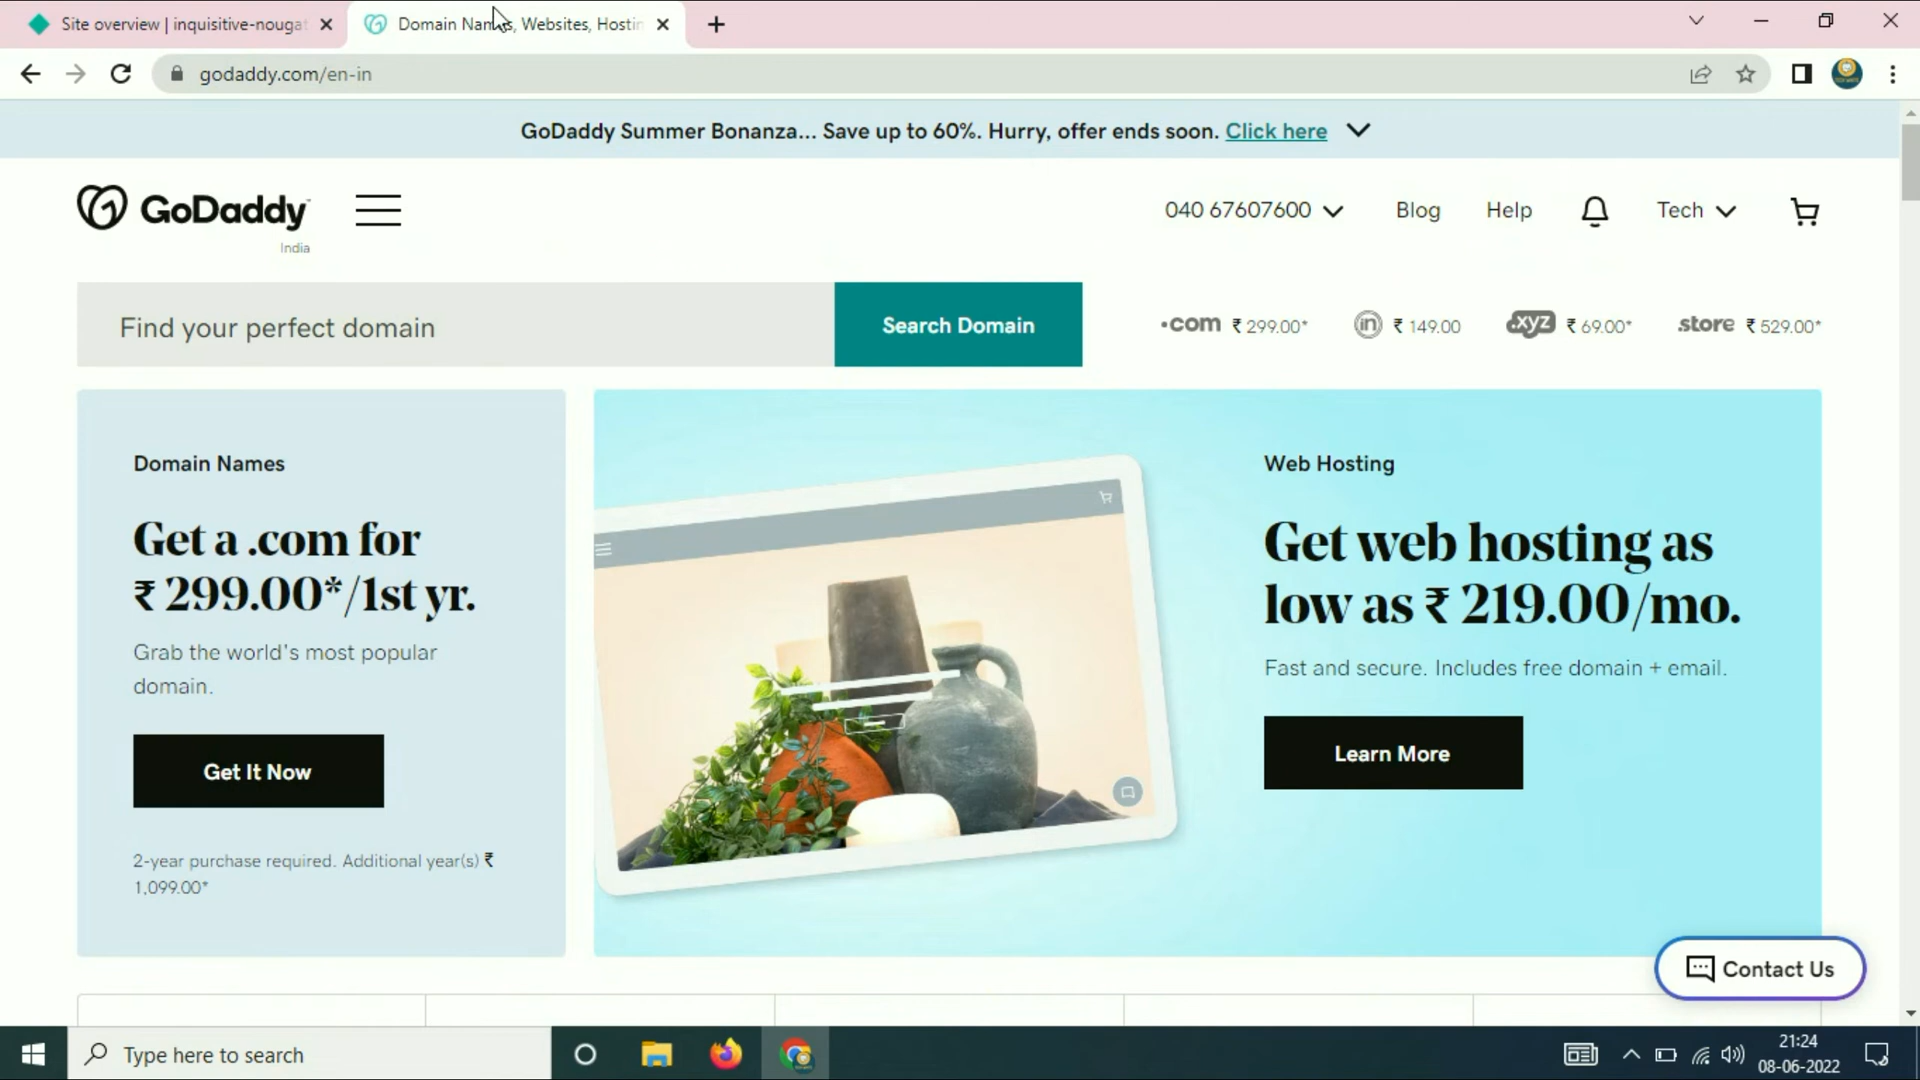 Site overview | inquisitive-nougat
Domain Names, Websites, Hostin
godaddy.com/en-in
GoDaddy Summer Bonanza... Save up to 60%. Hurry, offer ends soon. Click here
GoDaddy
India
040 67607600
Blog
Help
Tech
Find your perfect domain
Search Domain
.com ₹ 299.00*
in ₹ 149.00
.xyz ₹ 69.00*
.store ₹ 529.00*
Domain Names
Get a .com for
₹ 299.00*/1st yr.
Grab the world's most popular
domain.
Get It Now
2-year purchase required. Additional year(s) ₹
1,099.00*
Web Hosting
Get web hosting as
low as ₹ 219.00/mo.
Fast and secure. Includes free domain + email.
Learn More
Contact Us
Type here to search
21:24
08-06-2022